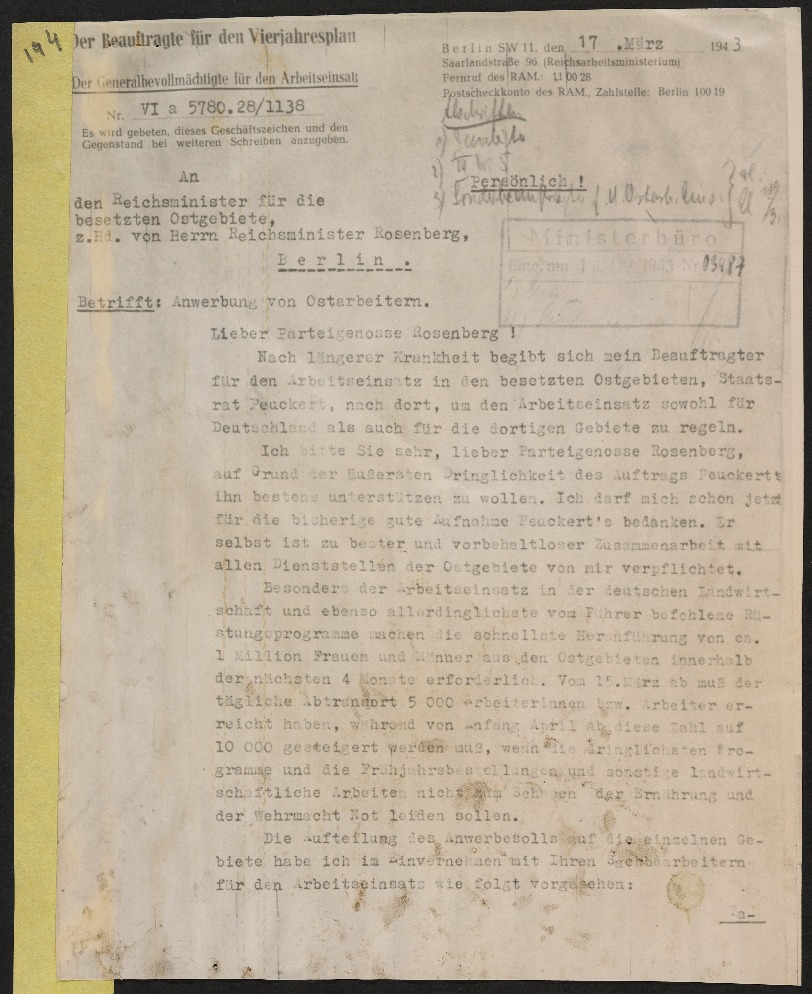 194
Der Beauftragte für den Vierjahresplan
Der Generalbevollmächtigte für den Arbeitseinsatz
Nr. VI a 5780.28/1138
Es wird gebeten, dieses Geschäftszeichen und den
Gegenstand bei weiteren Schreiben anzugeben.
Berlin SW 11, den 17 .März 1943
Saarlandstraße 96 (Reichsarbeitsministerium)
Fernruf des RAM.: 11 00 28
Postscheckkonto des RAM., Zahlstelle: Berlin 100 19
Persönlich !
An
den Reichsminister für die
besetzten Ostgebiete,
z.Hd. von Herrn Reichsminister Rosenberg,
Berlin .
Ministerbüro
Eing. am 1943 Nr 03487
Betrifft: Anwerbung von Ostarbeitern.
Lieber Parteigenosse Rosenberg !
Nach längerer Krankheit begibt sich mein Beauftragter
für den Arbeitseinsatz in den besetzten Ostgebieten, Staats-
rat Peuckert, nach dort, um den Arbeitseinsatz sowohl für
Deutschland als auch für die dortigen Gebiete zu regeln.
Ich bitte Sie sehr, lieber Parteigenosse Rosenberg,
auf Grund der äußersten Dringlichkeit des Auftrags Peuckerts
ihn bestens unterstützen zu wollen. Ich darf mich schon jetzt
für die bisherige gute Aufnahme Peuckert's bedanken. Er
selbst ist zu bester und vorbehaltloser Zusammenarbeit mit
allen Dienststellen der Ostgebiete von mir verpflichtet.
Besonders der Arbeitseinsatz in der deutschen Landwirt-
schaft und ebenso allerdinglichste vom Führer befohlene Rü-
stungsprogramme machen die schnellste Heranführung von ca.
1 Million Frauen und Männer aus den Ostgebieten innerhalb
der nächsten 4 Monate erforderlich. Vom 15.März ab muß der
tägliche Abtransport 5 000 Arbeiterinnen bzw. Arbeiter er-
reicht haben, während von Anfang April ab diese Zahl auf
10 000 gesteigert werden muß, wenn die dringlichsten Pro-
gramme und die Frühjahrsbestellungen und sonstige landwirt-
schaftliche Arbeiten nicht zum Schaden der Ernährung und
der Wehrmacht Not leiden sollen.
Die Aufteilung des Anwerbesolls auf die einzelnen Ge-
biete habe ich im Einvernehmen mit Ihren Sachbearbeitern
für den Arbeitseinsatz wie folgt vorgesehen: